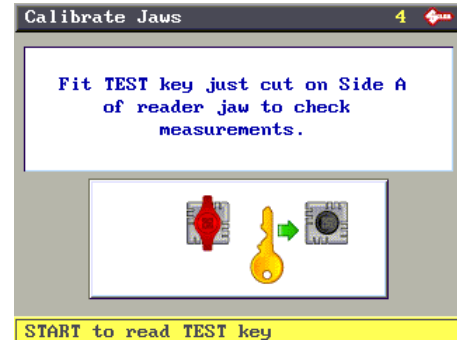 Calibrate Jaws 4
Fit TEST key just cut on Side A
of reader jaw to check
measurements.
START to read TEST key